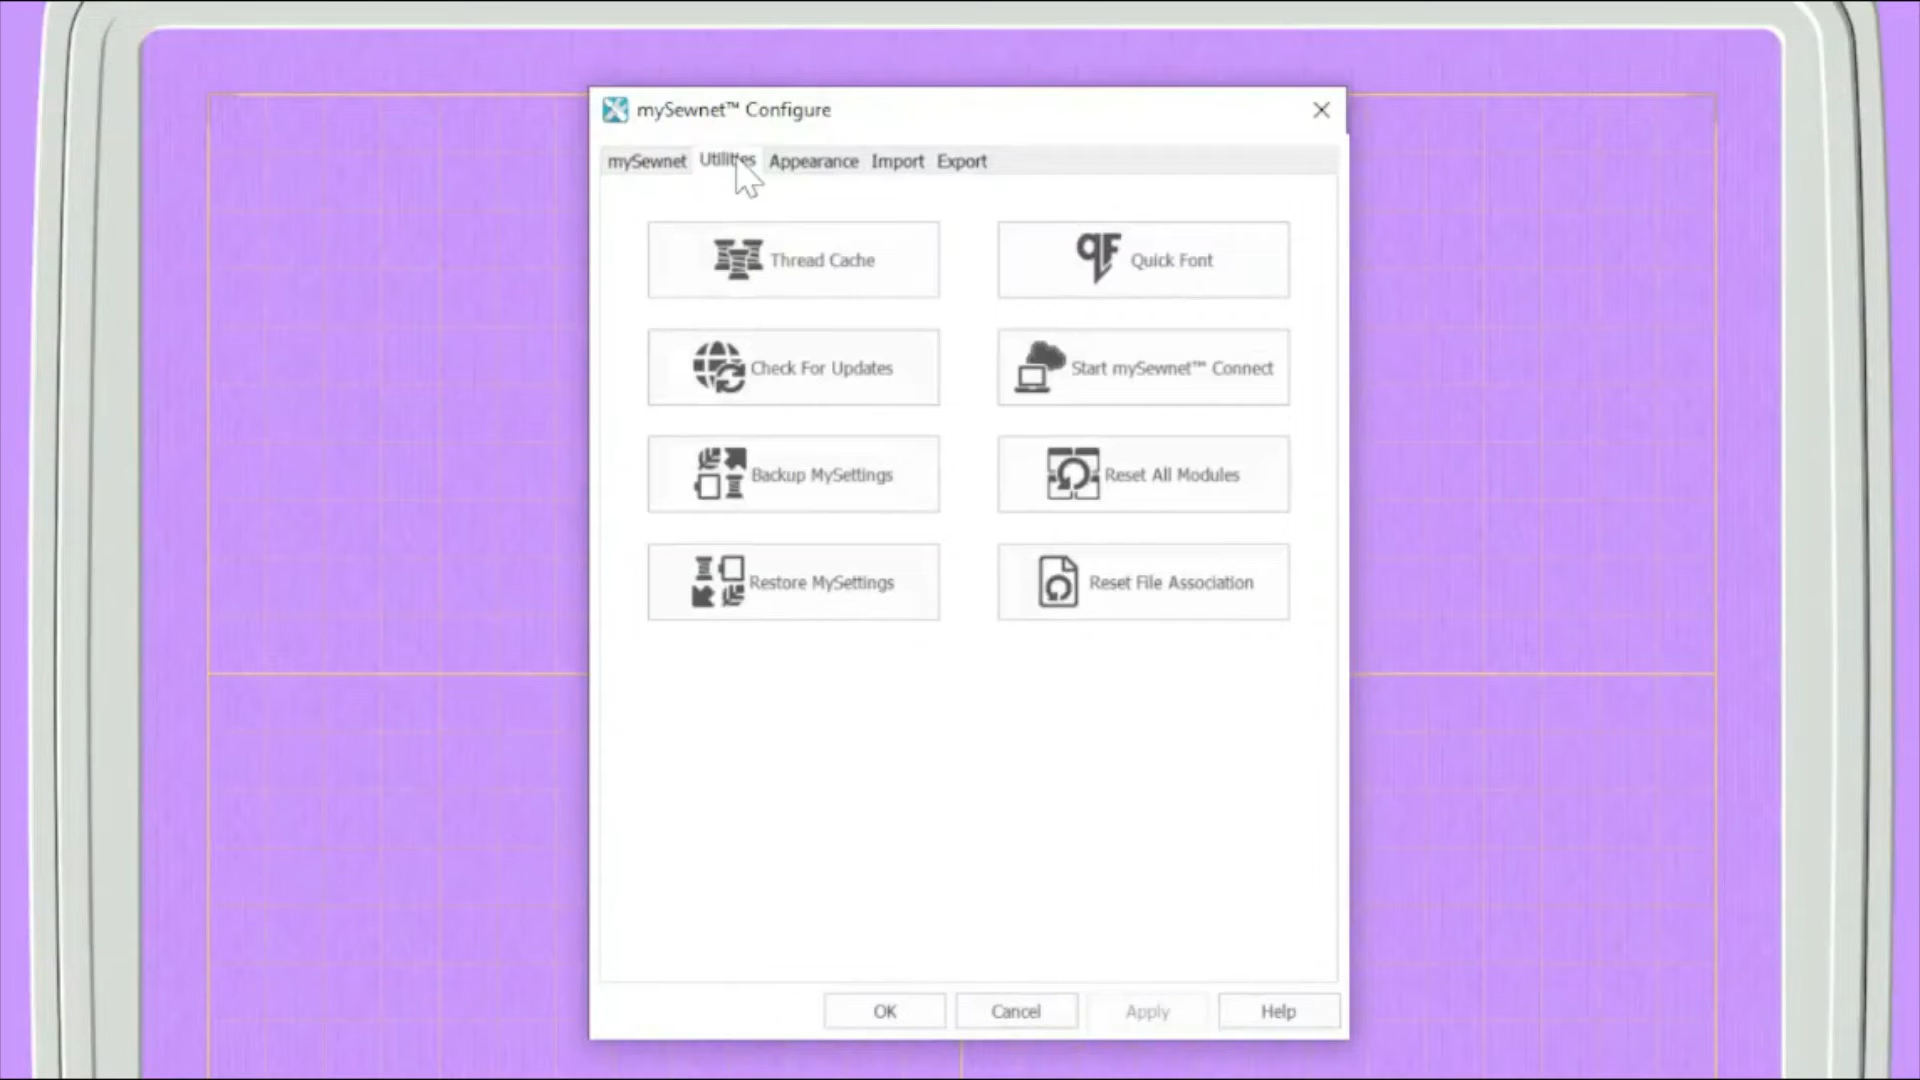 mySewnet™ Configure
mySewnet Utilities Appearance Import Export
Thread Cache
Quick Font
Check For Updates
Start mySewnet™ Connect
Backup MySettings
Reset All Modules
Restore MySettings
Reset File Association
OK Cancel Apply Help